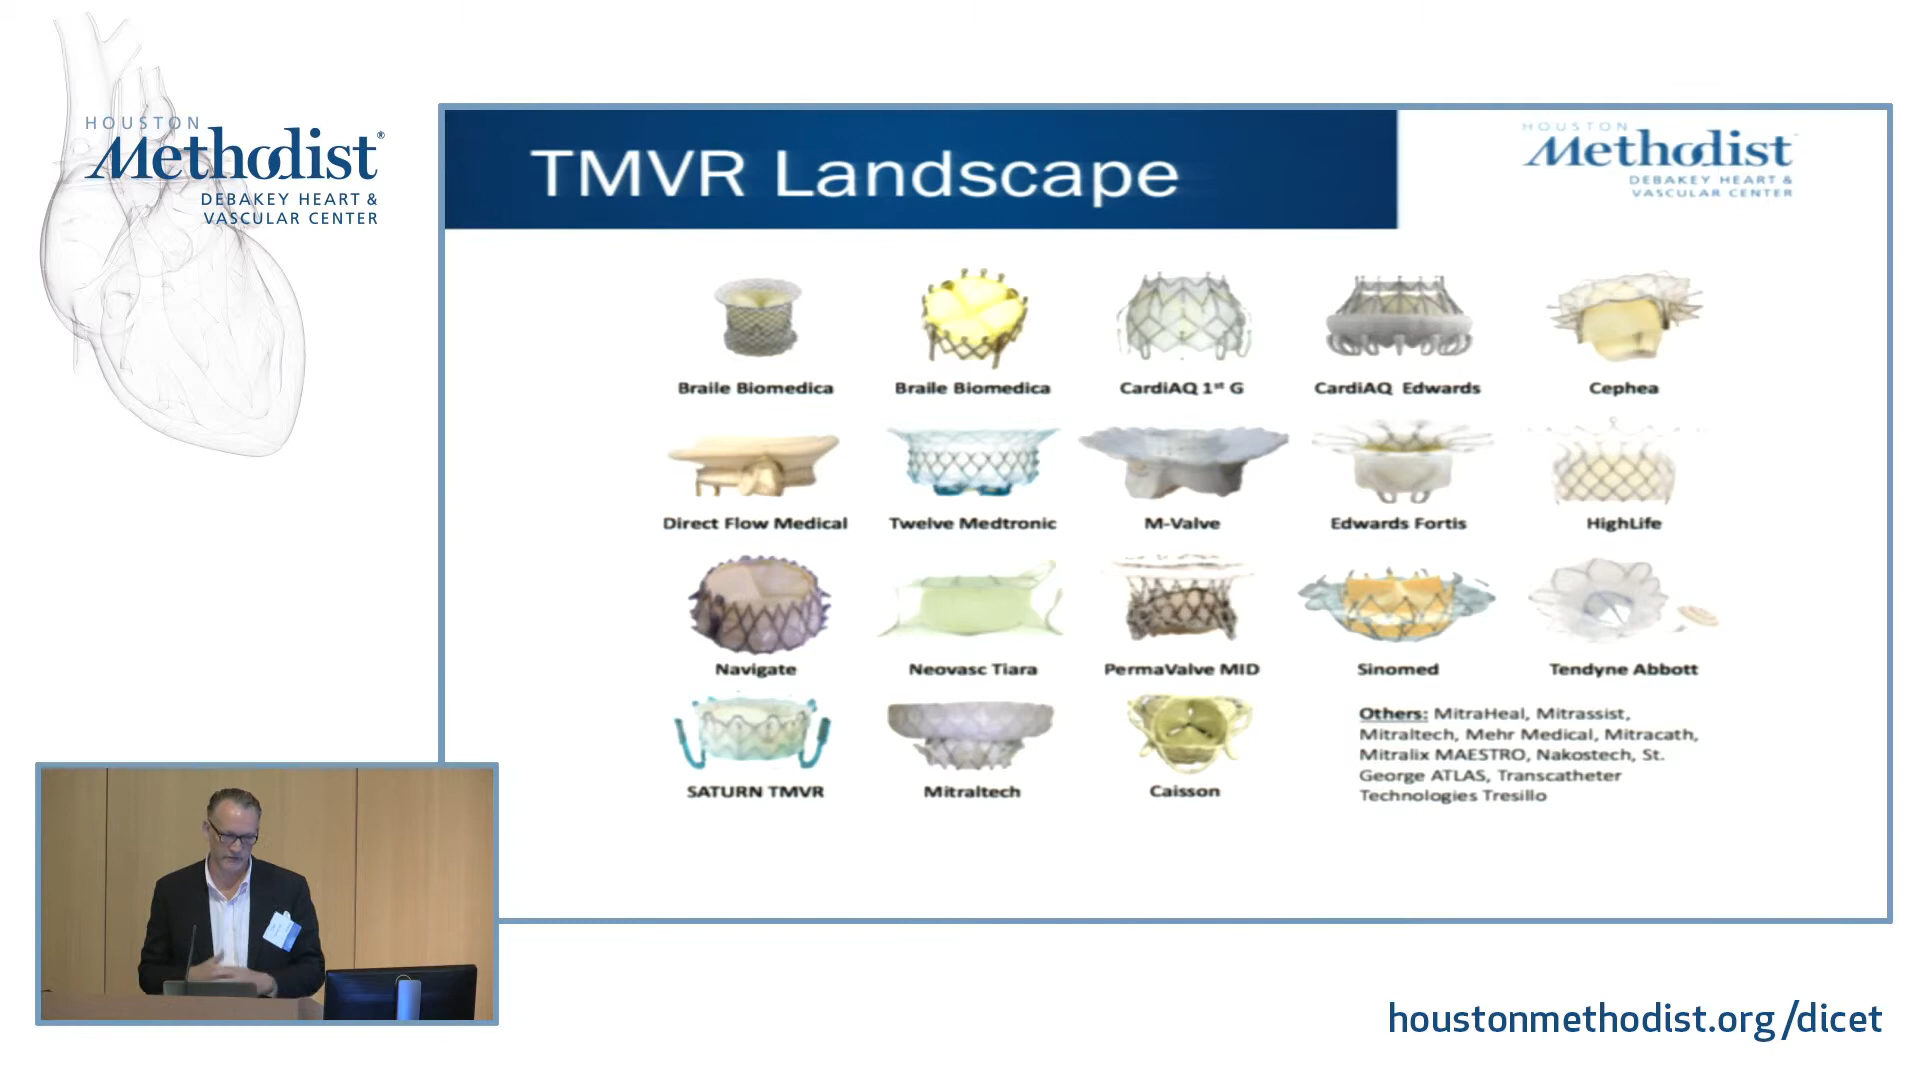 HOUSTON
Methodist®
DEBAKEY HEART &
VASCULAR CENTER
TMVR Landscape
HOUSTON
Methodist
DEBAKEY HEART &
VASCULAR CENTER
Braile Biomedica
Braile Biomedica
CardiAQ 1st G
CardiAQ Edwards
Cephea
Direct Flow Medical
Twelve Medtronic
M-Valve
Edwards Fortis
HighLife
Navigate
Neovasc Tiara
PermaValve MID
Sinomed
Tendyne Abbott
SATURN TMVR
Mitraltech
Caisson
Others: MitraHeal, Mitrassist,
Mitraltech, Mehr Medical, Mitracath,
Mitralix MAESTRO, Nakostech, St.
George ATLAS, Transcatheter
Technologies Tresillo
houstonmethodist.org/dicet